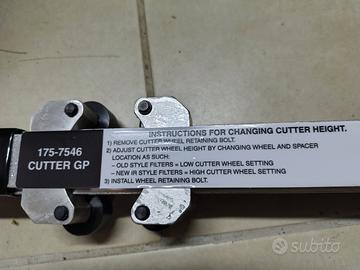 175-7546
CUTTER GP
INSTRUCTIONS FOR CHANGING CUTTER HEIGHT.
1) REMOVE CUTTER WHEEL RETAINING BOLT.
2) ADJUST CUTTER WHEEL HEIGHT BY CHANGING WHEEL AND SPACER
LOCATION AS SUCH:
- OLD STYLE FILTERS = LOW CUTTER WHEEL SETTING
- NEW IR STYLE FILTERS = HIGH CUTTER WHEEL SETTING
3) INSTALL WHEEL RETAINING BOLT.
subito